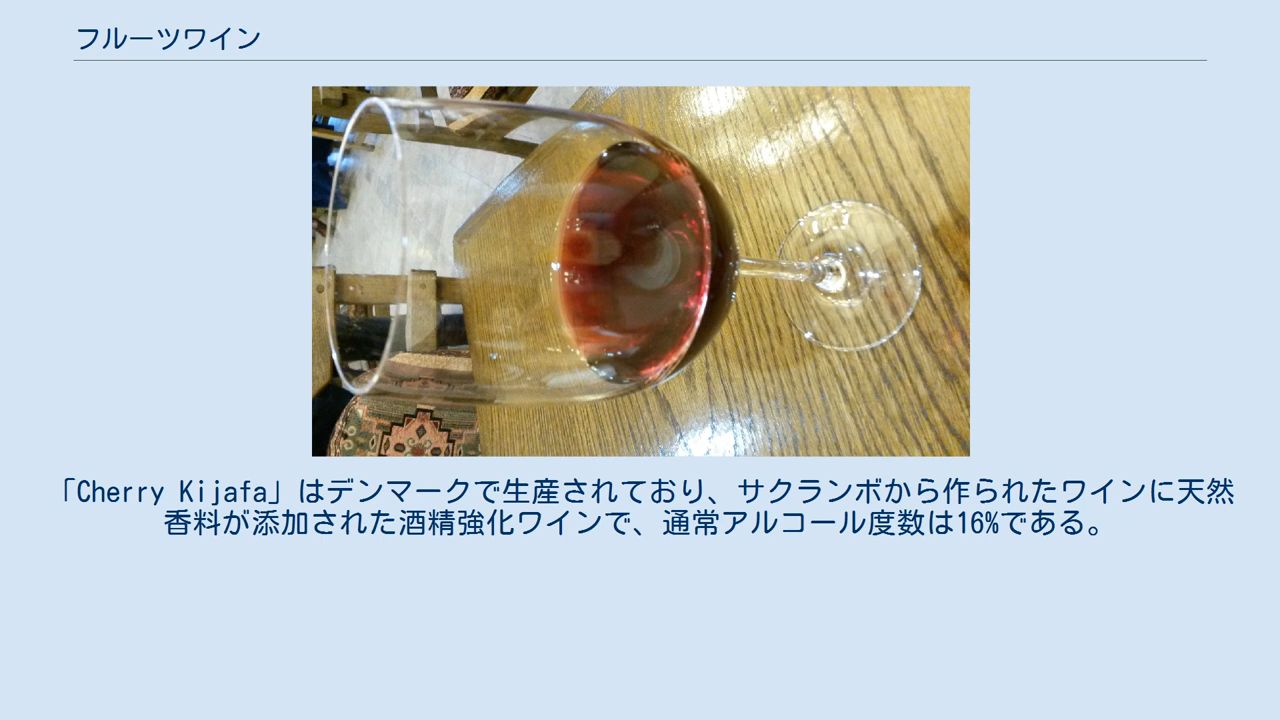 フルーツワイン
「Cherry Kijafa」はデンマークで生産されており、サクランボから作られたワインに天然
香料が添加された酒精強化ワインで、通常アルコール度数は16%である。